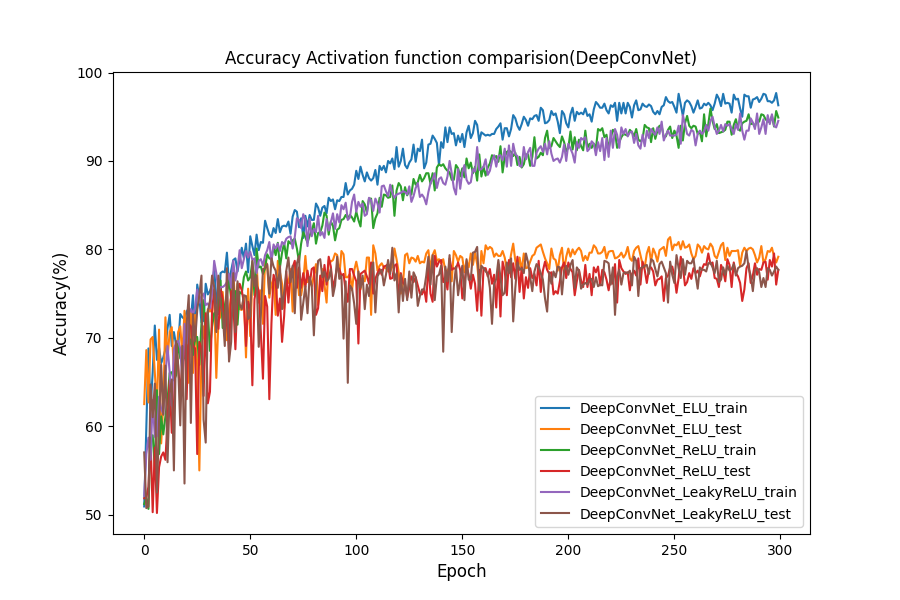 Accuracy Activation function comparision(DeepConvNet)
100
90
80
70
60
50
Accuracy(%)
0 50 100 150 200 250 300
Epoch
DeepConvNet_ELU_train
DeepConvNet_ELU_test
DeepConvNet_ReLU_train
DeepConvNet_ReLU_test
DeepConvNet_LeakyReLU_train
DeepConvNet_LeakyReLU_test